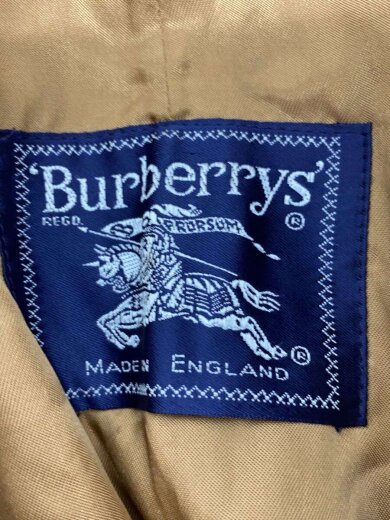 'Burberrys'
REGD. ®
PRORSUM
®
MADE IN ENGLAND